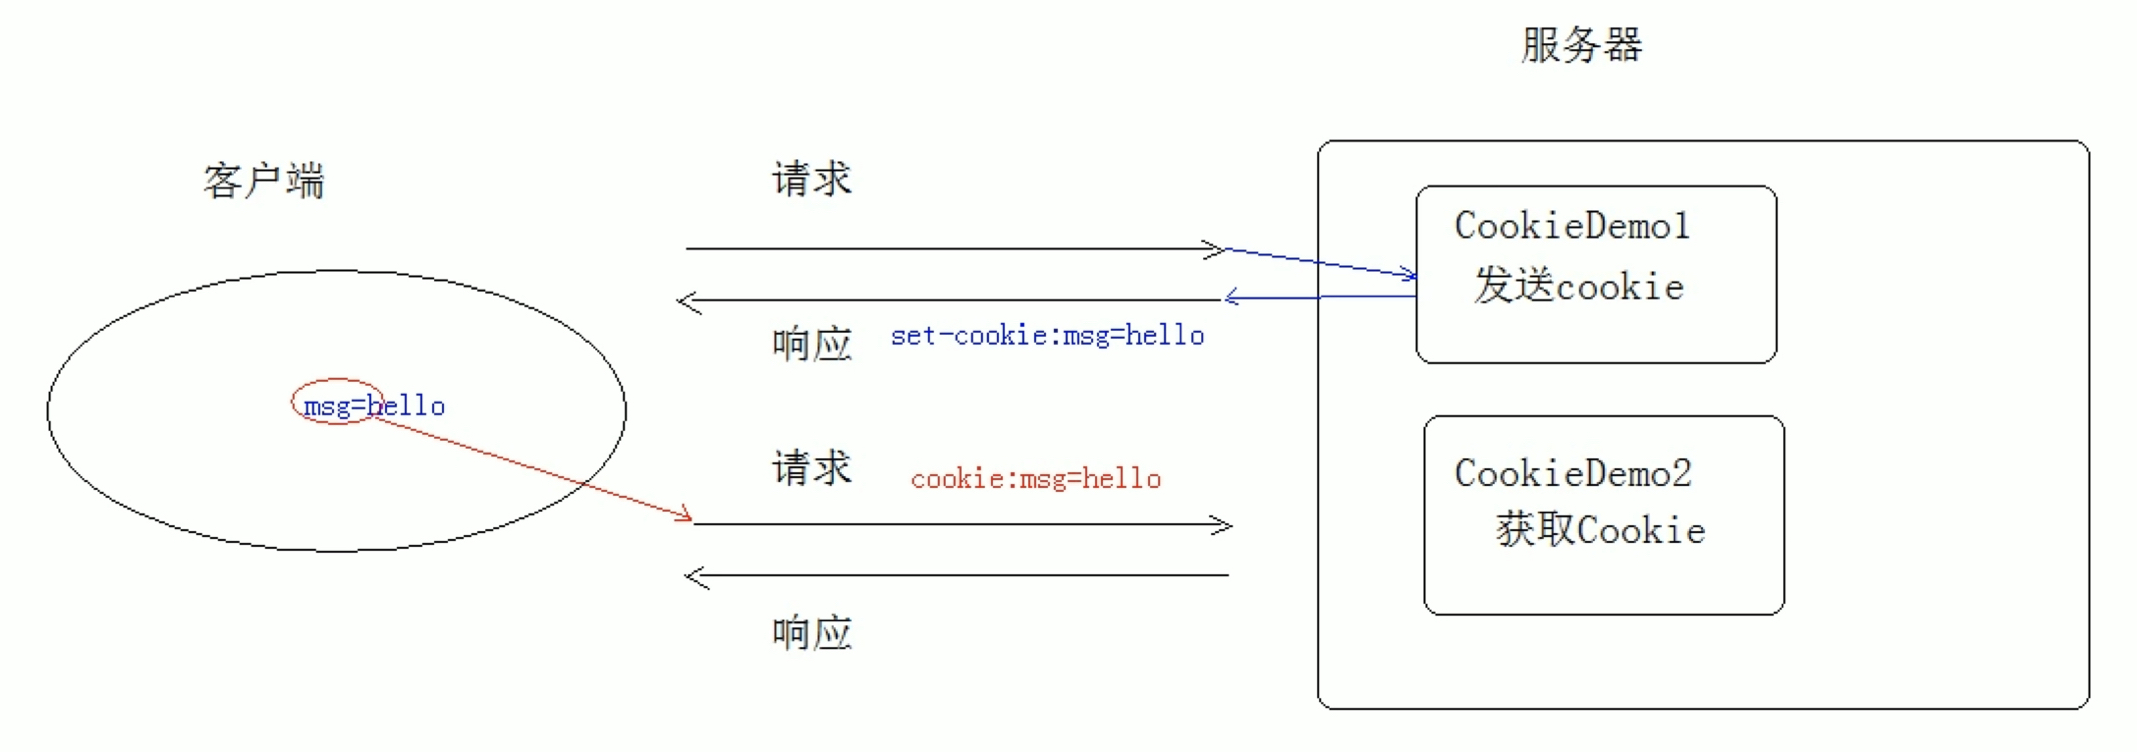 服务器
客户端
请求
CookieDemo1
发送cookie
响应
set-cookie:msg=hello
msg=hello
请求
cookie:msg=hello
CookieDemo2
获取Cookie
响应